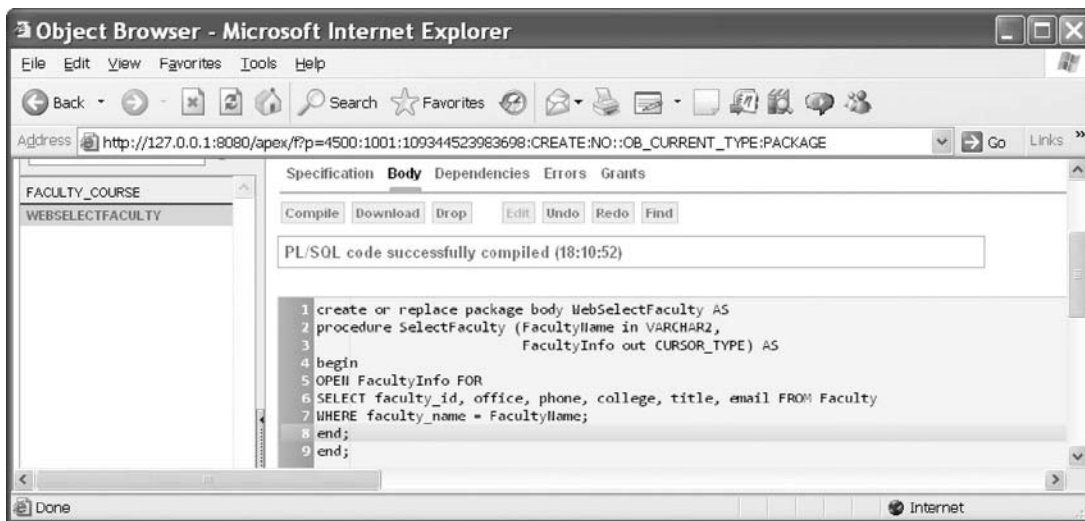 Object Browser - Microsoft Internet Explorer
File Edit View Favorites Tools Help
Back Search Favorites
Address http://127.0.0.1:8080/apex/f?p=4500:1001:109344523983698:CREATE:NO::OB_CURRENT_TYPE:PACKAGE Go Links »
Specification Body Dependencies Errors Grants
FACULTY_COURSE
WEBSELECTFACULTY
Compile Download Drop Edit Undo Redo Find
PL/SQL code successfully compiled (18:10:52)
1 create or replace package body WebSelectFaculty AS
2 procedure SelectFaculty (FacultyName in VARCHAR2,
3 FacultyInfo out CURSOR_TYPE) AS
4 begin
5 OPEN FacultyInfo FOR
6 SELECT faculty_id, office, phone, college, title, email FROM Faculty
7 WHERE faculty_name = FacultyName;
8 end;
9 end;
Done Internet